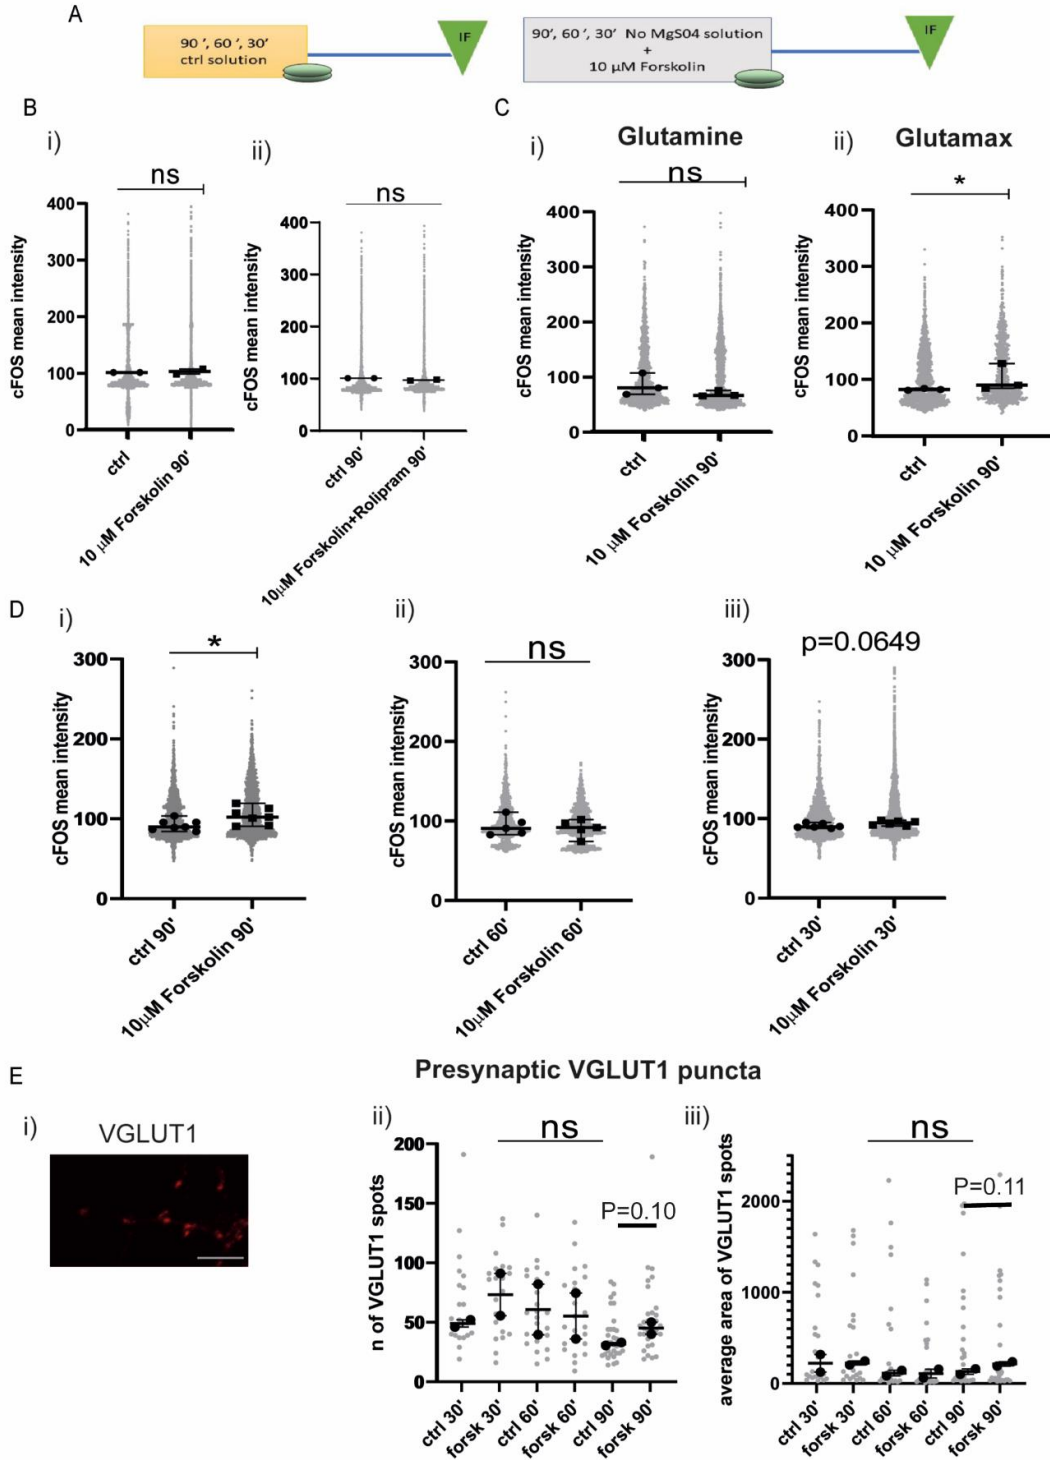 A
90 ’, 60 ’, 30’
ctrl solution
IF
90’, 60 ’, 30’  No MgS04 solution
+
10 µM Forskolin
IF
B
i)
ns
cFOS mean intensity
400
300
200
100
0
ctrl
10 µM Forskolin 90'
ii)
ns
cFOS mean intensity
400
300
200
100
0
ctrl 90'
10µM Forskolin+Rolipram 90'
C
i)
Glutamine
ns
cFOS mean intensity
400
300
200
100
0
ctrl
10 µM Forskolin 90'
ii)
Glutamax
*
cFOS mean intensity
400
300
200
100
0
ctrl
10 µM Forskolin 90'
D
i)
*
cFOS mean intensity
300
200
100
0
ctrl 90'
10µM Forskolin 90'
ii)
ns
cFOS mean intensity
300
200
100
0
ctrl 60'
10µM Forskolin 60'
iii)
p=0.0649
cFOS mean intensity
300
200
100
0
ctrl 30'
10µM Forskolin 30'
E
Presynaptic VGLUT1 puncta
i)
VGLUT1
ii)
ns
P=0.10
n of VGLUT1 spots
200
150
100
50
0
ctrl 30'
forsk 30'
ctrl 60'
forsk 60'
ctrl 90'
forsk 90'
iii)
ns
P=0.11
average area of VGLUT1 spots
2000
1000
0
ctrl 30'
forsk 30'
ctrl 60'
forsk 60'
ctrl 90'
forsk 90'